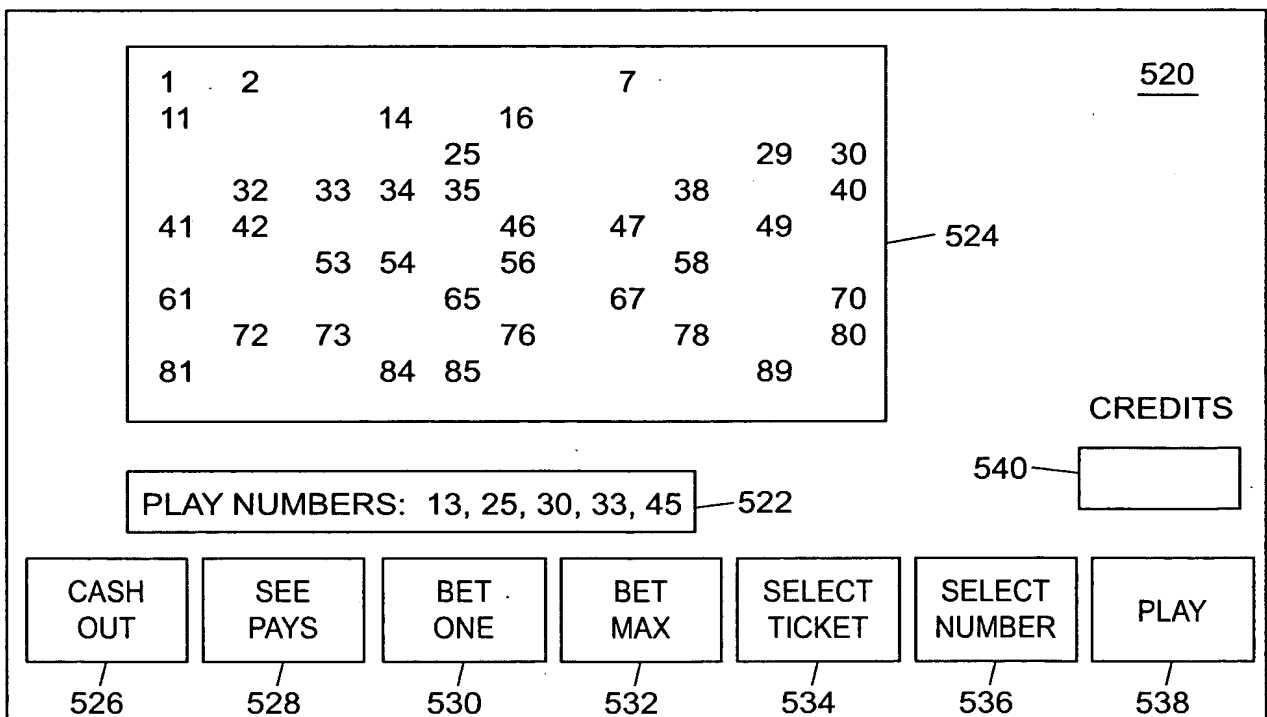 1 2 7
520
11 14 16
25 29 30
32 33 34 35 38 40
41 42 46 47 49
524
53 54 56 58
61 65 67 70
72 73 76 78 80
81 84 85 89
CREDITS
540
PLAY NUMBERS: 13, 25, 30, 33, 45
522
CASH OUT
SEE PAYS
BET ONE
BET MAX
SELECT TICKET
SELECT NUMBER
PLAY
526 528 530 532 534 536 538